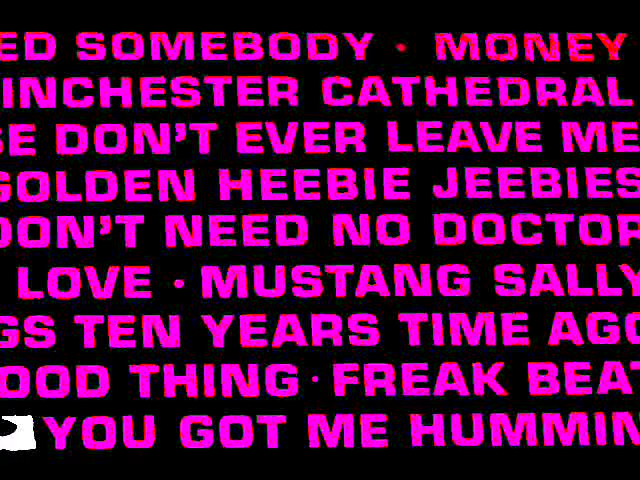 ED SOMEBODY · MONEY
INCHESTER CATHEDRAL
SE DON'T EVER LEAVE ME
GOLDEN HEEBIE JEEBIES
DON'T NEED NO DOCTOR
LOVE · MUSTANG SALLY
GS TEN YEARS TIME AGO
OOD THING · FREAK BEAT
YOU GOT ME HUMMIN